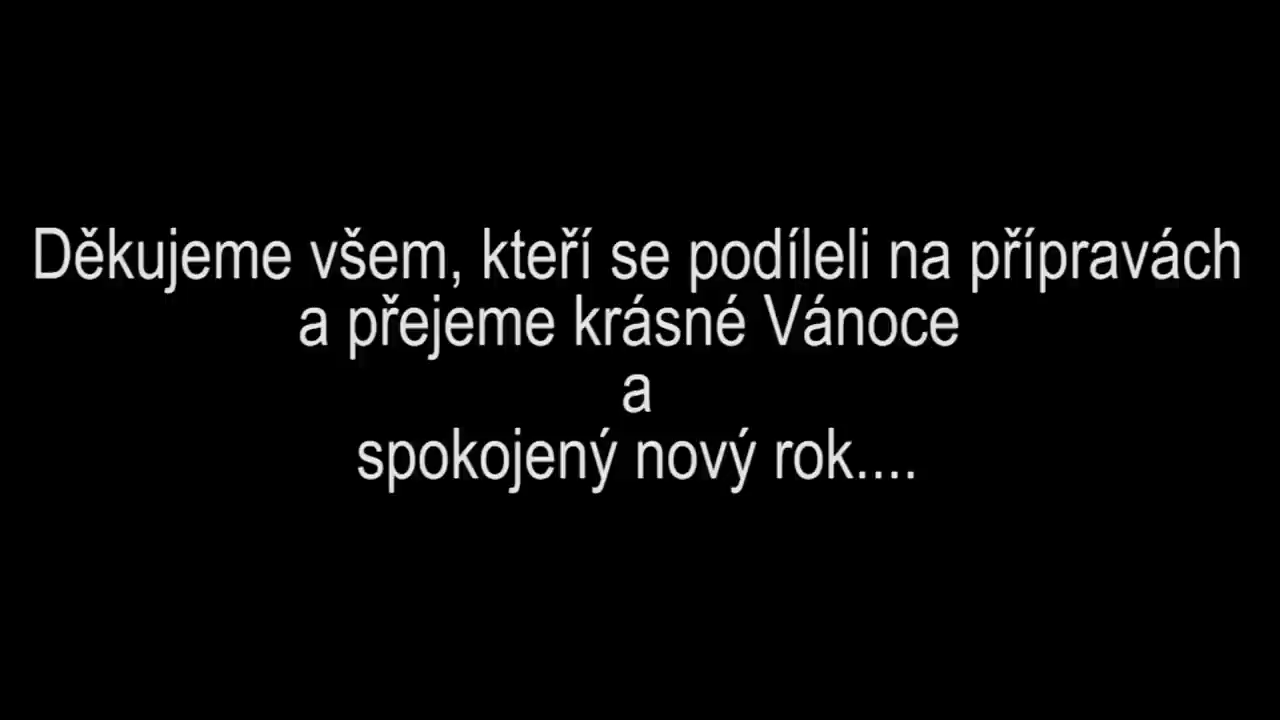 Děkujeme všem, kteří se podíleli na přípravách
a přejeme krásné Vánoce
a
spokojený nový rok....